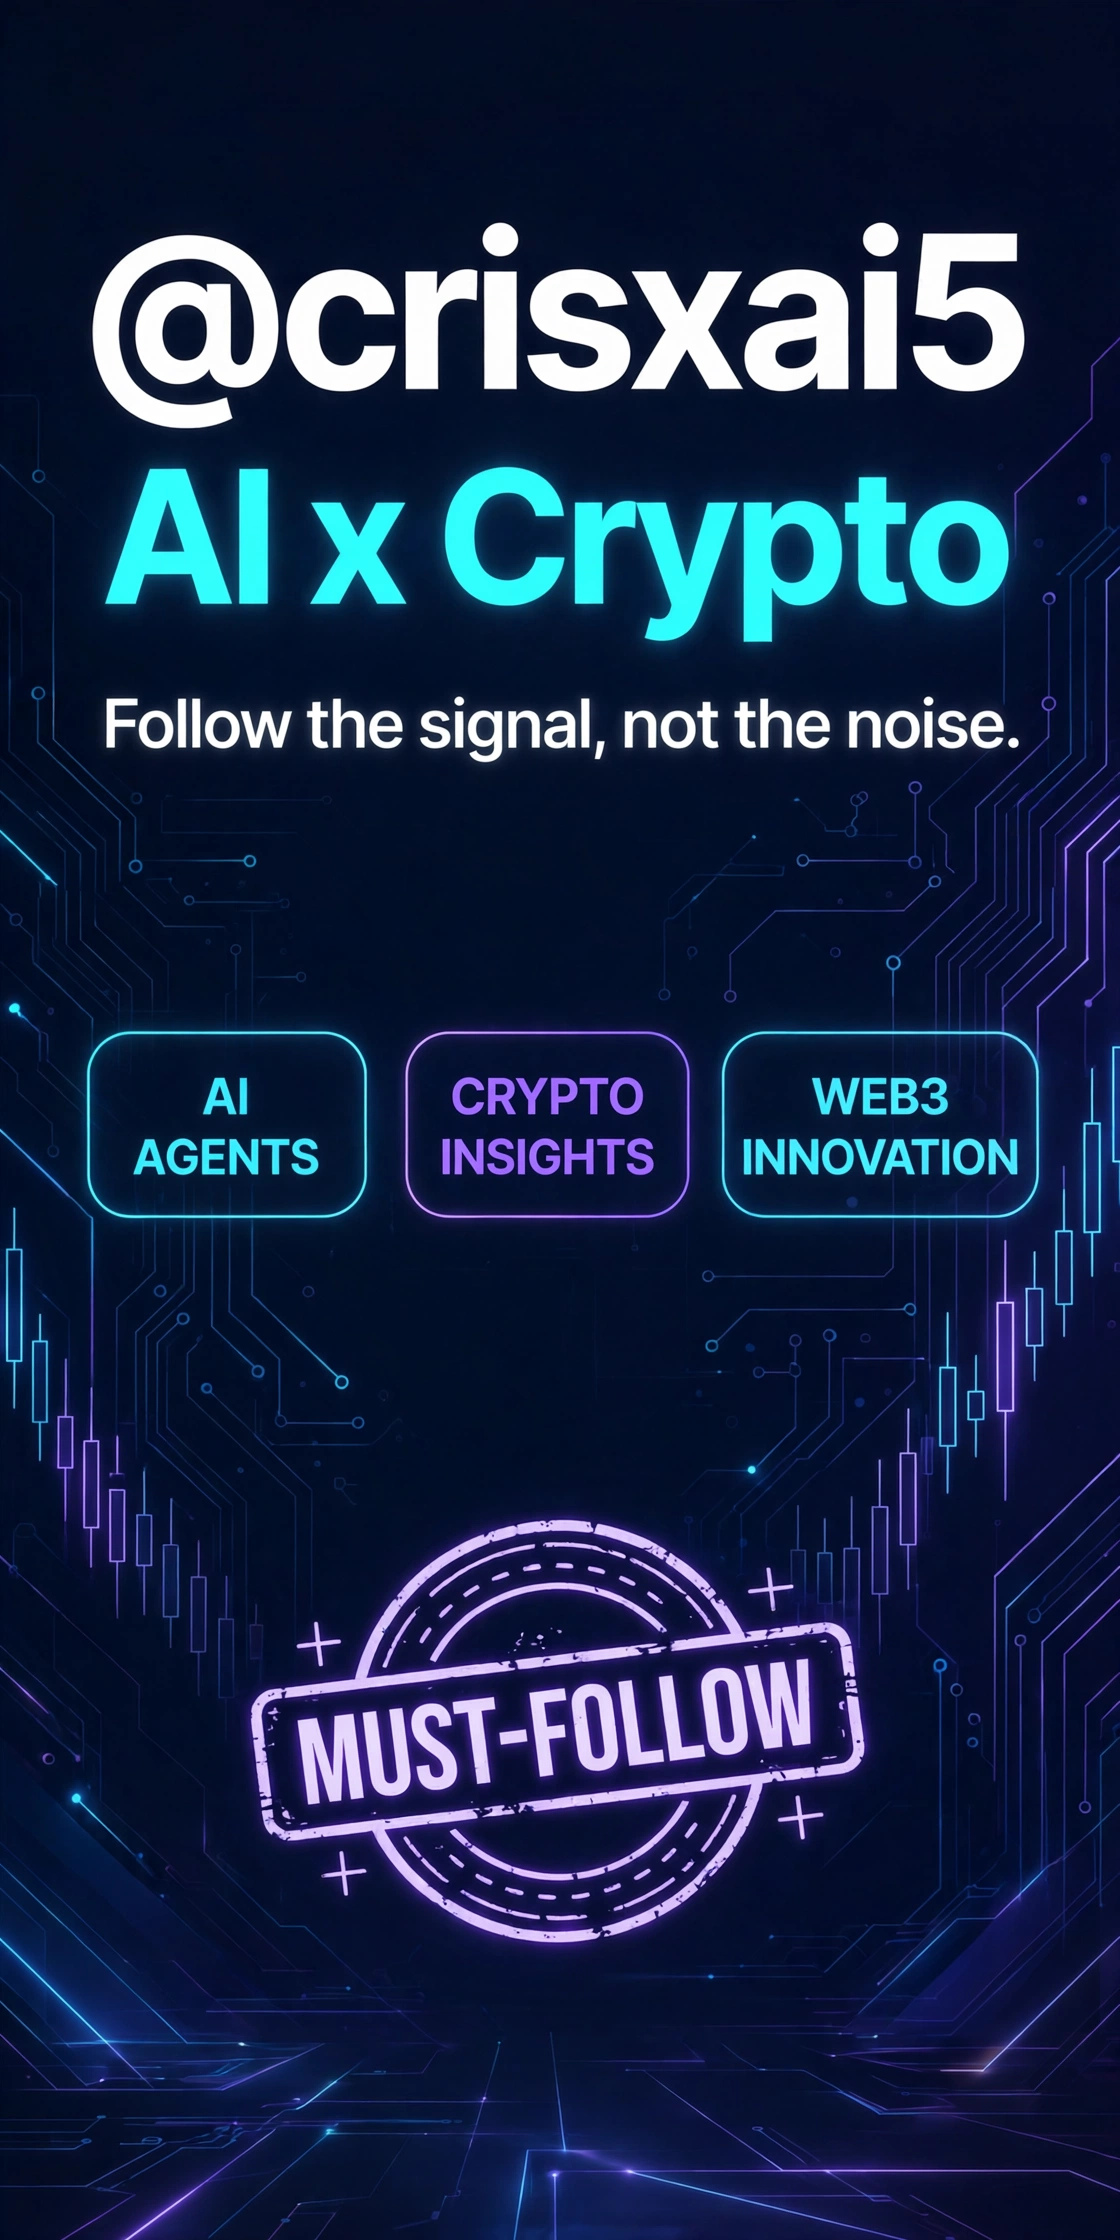 @crisxai5
AI x Crypto
Follow the signal, not the noise.
AI
AGENTS
CRYPTO
INSIGHTS
WEB3
INNOVATION
MUST-FOLLOW